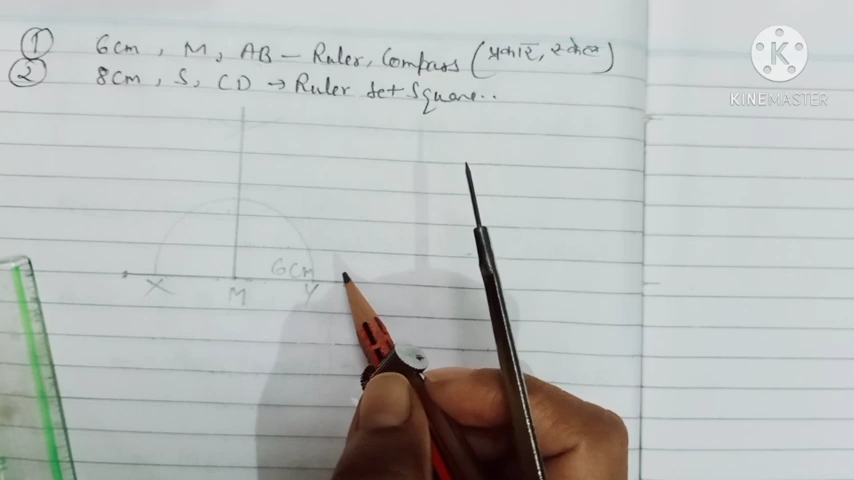 ① 6cm, M, AB - Ruler, Compass (प्रकार, स्केल)
② 8cm, S, CD → Ruler Set Square..
K
KINEMASTER
6cm
X M Y